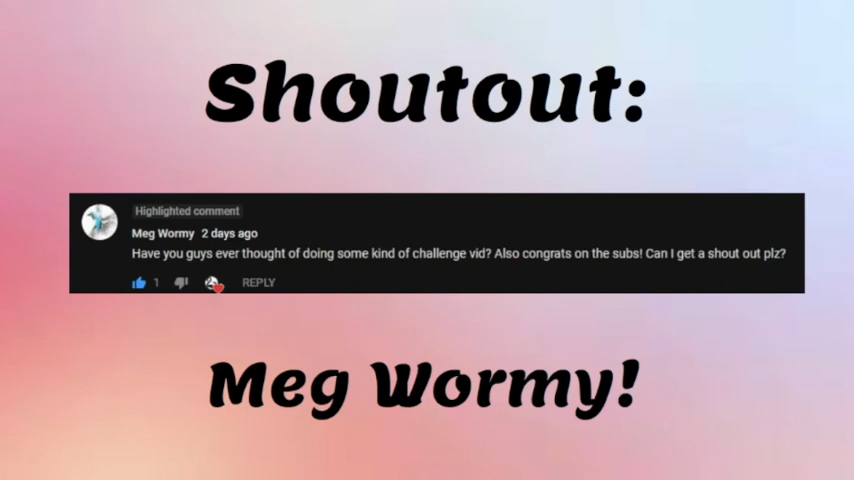 Shoutout:
Highlighted comment
Meg Wormy 2 days ago
Have you guys ever thought of doing some kind of challenge vid? Also congrats on the subs! Can I get a shout out plz?
1 REPLY
Meg Wormy!